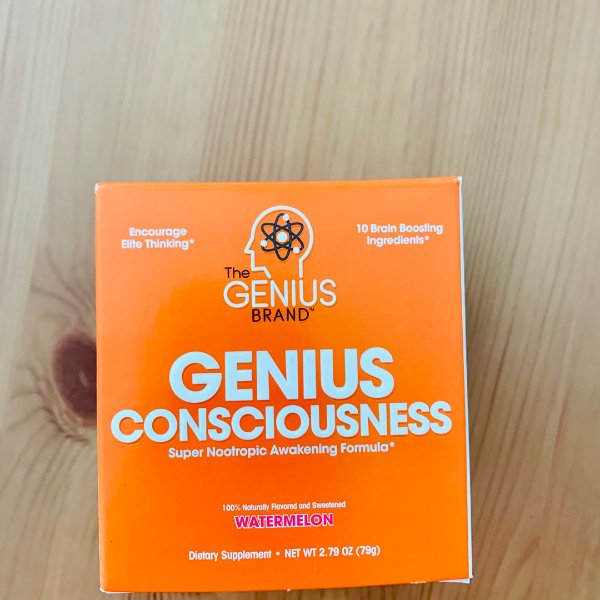 Encourage
Elite Thinking*
10 Brain Boosting
Ingredients*
The
GENIUS
BRAND™
GENIUS
CONSCIOUSNESS
Super Nootropic Awakening Formula*
100% Naturally Flavored and Sweetened
WATERMELON
Dietary Supplement • NET WT 2.79 OZ (79g)